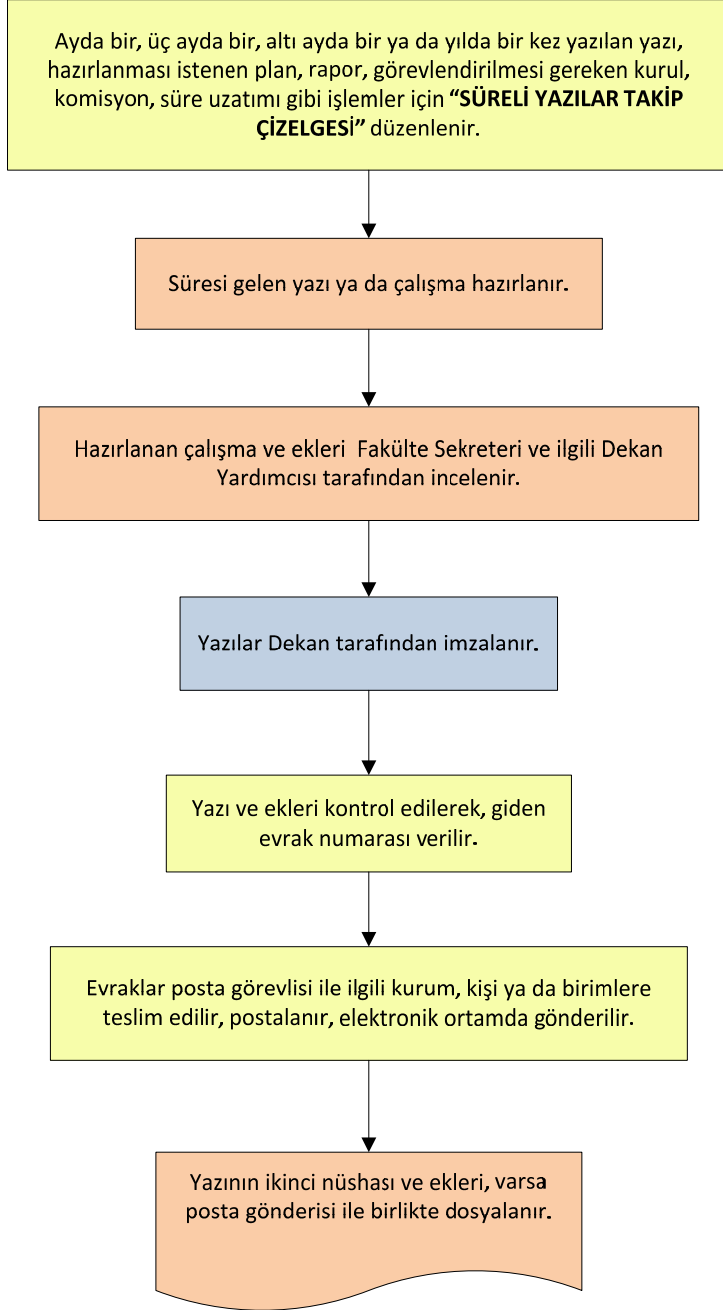 Ayda bir, üç ayda bir, altı ayda bir ya da yılda bir kez yazılan yazı,
hazırlanması istenen plan, rapor, görevlendirilmesi gereken kurul,
komisyon, süre uzatımı gibi işlemler için “SÜRELİ YAZILAR TAKİP
ÇİZELGESİ” düzenlenir.
Süresi gelen yazı ya da çalışma hazırlanır.
Hazırlanan çalışma ve ekleri Fakülte Sekreteri ve ilgili Dekan
Yardımcısı tarafından incelenir.
Yazılar Dekan tarafından imzalanır.
Yazı ve ekleri kontrol edilerek, giden
evrak numarası verilir.
Evraklar posta görevlisi ile ilgili kurum, kişi ya da birimlere
teslim edilir, postalanır, elektronik ortamda gönderilir.
Yazının ikinci nüshası ve ekleri, varsa
posta gönderisi ile birlikte dosyalanır.